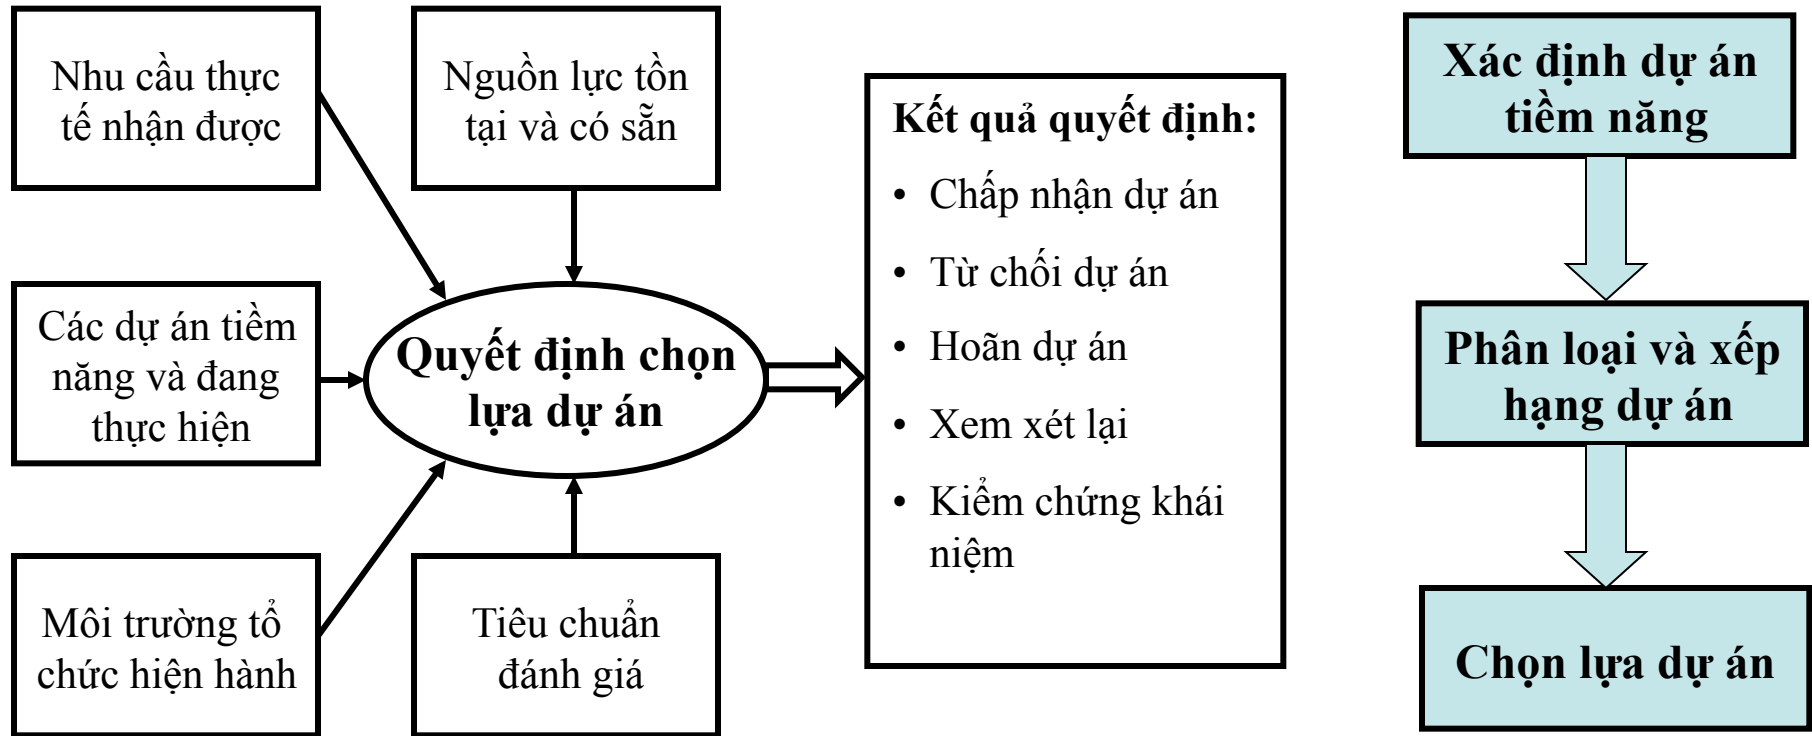 Nhu cầu thực
tế nhận được
Nguồn lực tồn
tại và có sẵn
Các dự án tiềm
năng và đang
thực hiện
Quyết định chọn
lựa dự án
Môi trường tổ
chức hiện hành
Tiêu chuẩn
đánh giá
Kết quả quyết định:
• Chấp nhận dự án
• Từ chối dự án
• Hoãn dự án
• Xem xét lại
• Kiểm chứng khái
niệm
Xác định dự án
tiềm năng
Phân loại và xếp
hạng dự án
Chọn lựa dự án